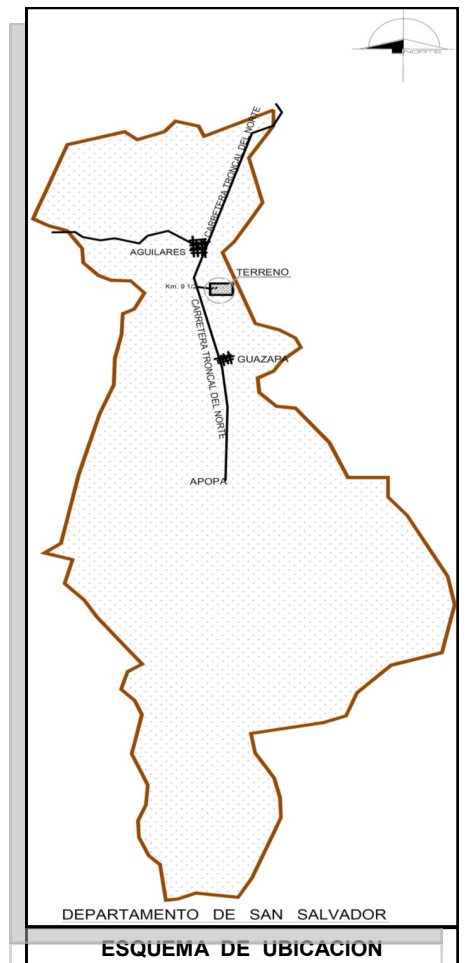 NORTE
CARRETERA TRONCAL DEL NORTE
AGUILARES
TERRENO
Km. 9 1/2
CARRETERA TRONCAL DEL NORTE
GUAZAPA
APOPA
DEPARTAMENTO DE SAN SALVADOR
ESQUEMA DE UBICACION